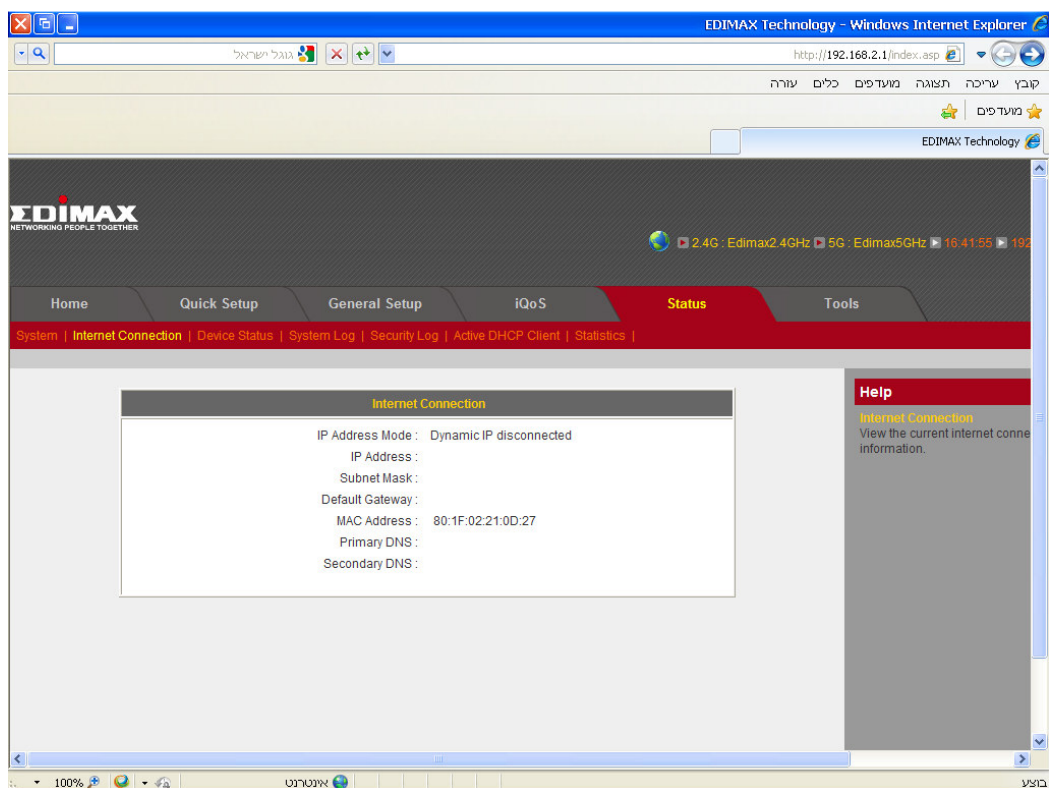 EDIMAX Technology - Windows Internet Explorer
http://192.168.2.1/index.asp
גוגל ישראל
קובץ עריכה תצוגה מועדפים כלים עזרה
מועדפים
EDIMAX Technology
EDIMAX
NETWORKING PEOPLE TOGETHER
2.4G : Edimax2.4GHz 5G : Edimax5GHz 16:41:55 192
Home Quick Setup General Setup iQoS Status Tools
System | Internet Connection | Device Status | System Log | Security Log | Active DHCP Client | Statistics |
Internet Connection
IP Address Mode : Dynamic IP disconnected
IP Address :
Subnet Mask :
Default Gateway :
MAC Address : 80:1F:02:21:0D:27
Primary DNS :
Secondary DNS :
Help
Internet Connection
View the current internet conne
information.
בוצע
אינטרנט
100%